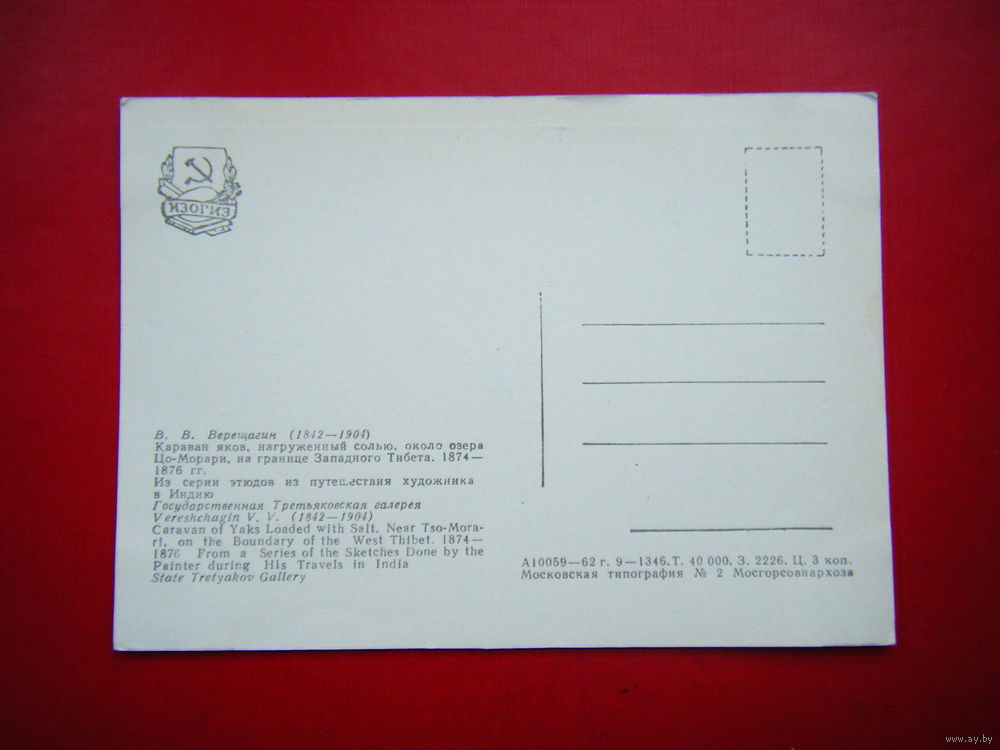 ИЗОГИЗ
В. В. Верещагин (1842—1904)
Караван яков, нагруженный солью, около озера
Цо-Морари, на границе Западного Тибета. 1874—
1876 гг.
Из серии этюдов из путешествия художника
в Индию
Государственная Третьяковская галерея
Vereshchagin V. V. (1842—1904)
Caravan of Yaks Loaded with Salt, Near Tso-Mora-
ri, on the Boundary of the West Thibet. 1874—
1876 From a Series of the Sketches Done by the
Painter during His Travels in India
State Tretyakov Gallery
А10059—62 г. 9—1346. Т. 40 000. З. 2226. Ц. 3 коп.
Московская типография № 2 Мосгорсовнархоза
www.ay.by